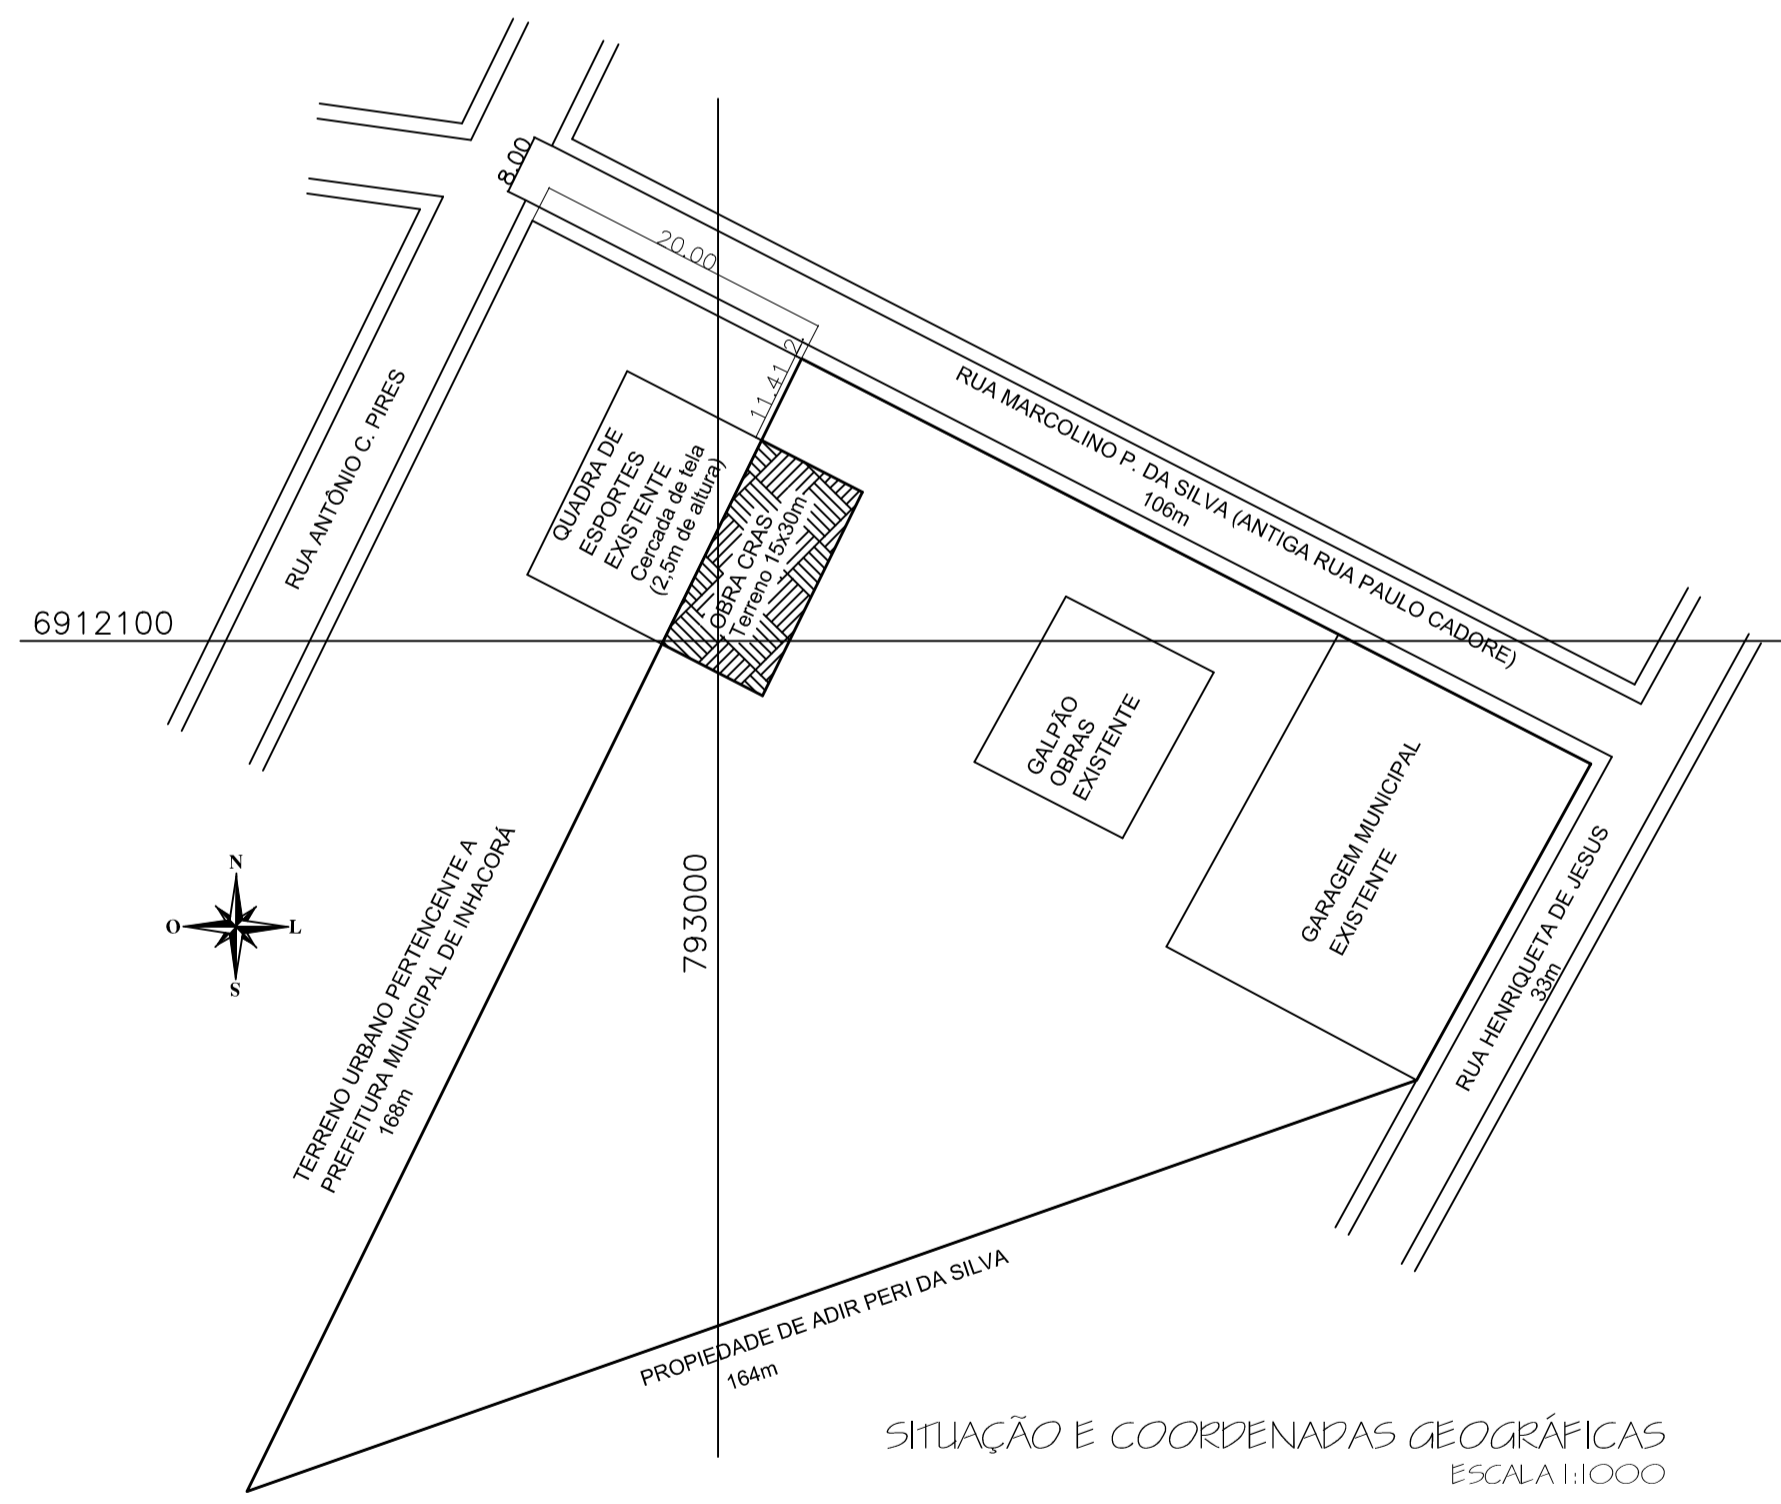 8.00
20.00
11.41
2.
RUA ANTÔNIO C. PIRES
QUADRA DE
ESPORTES
EXISTENTE
Cercada de tela
(2,5m de altura)
OBRA CRAS
Terreno 15x30m
RUA MARCOLINO P. DA SILVA (ANTIGA RUA PAULO CADORE)
106m
6912100
GALPÃO
OBRAS
EXISTENTE
GARAGEM MUNICIPAL
EXISTENTE
RUA HENRIQUETA DE JESUS
33m
793000
N
O
L
S
TERRENO URBANO PERTENCENTE A
PREFEITURA MUNICIPAL DE INHACORÁ
168m
PROPIEDADE DE ADIR PERI DA SILVA
164m
SITUAÇÃO E COORDENADAS GEOGRÁFICAS
ESCALA 1:1000